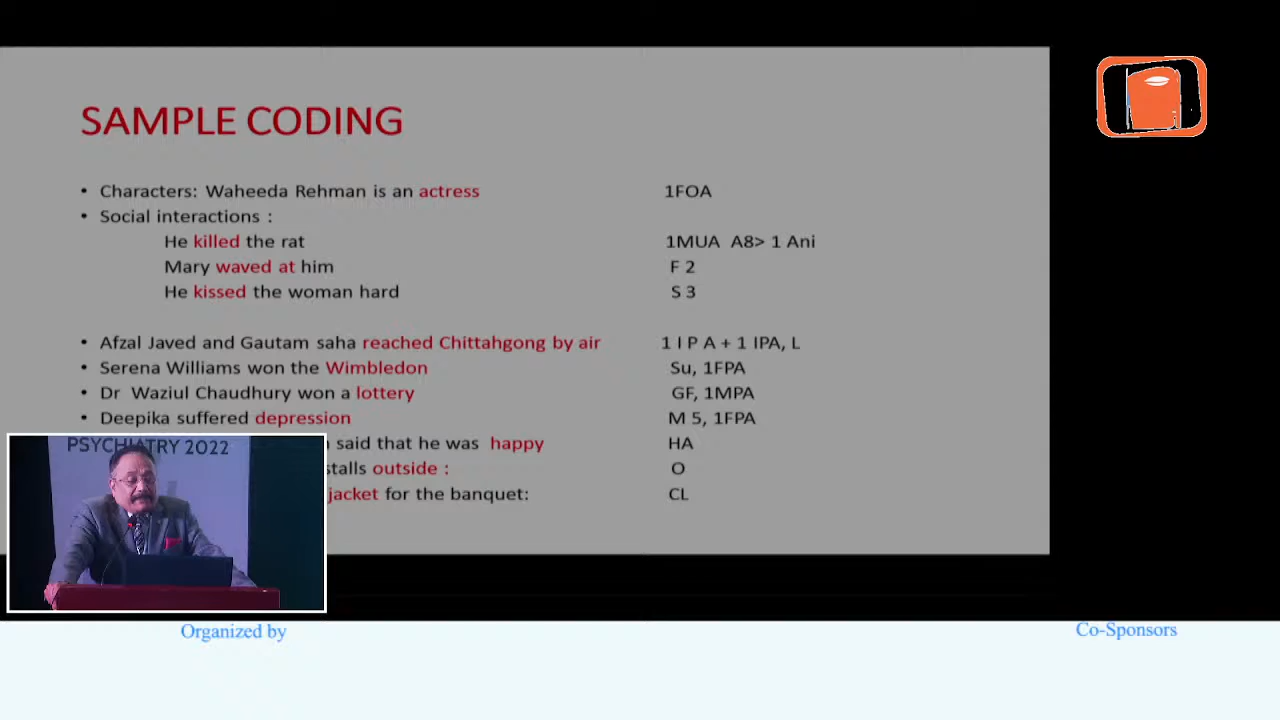 SAMPLE CODING
• Characters: Waheeda Rehman is an actress 1FOA
• Social interactions :
He killed the rat 1MUA A8> 1 Ani
Mary waved at him F 2
He kissed the woman hard S 3
• Afzal Javed and Gautam saha reached Chittahgong by air 1 I P A + 1 IPA, L
• Serena Williams won the Wimbledon Su, 1FPA
• Dr Waziul Chaudhury won a lottery GF, 1MPA
• Deepika suffered depression M 5, 1FPA
said that he was happy HA
stalls outside : O
jacket for the banquet: CL
PSYCHIATRY 2022
Organized by
Co-Sponsors